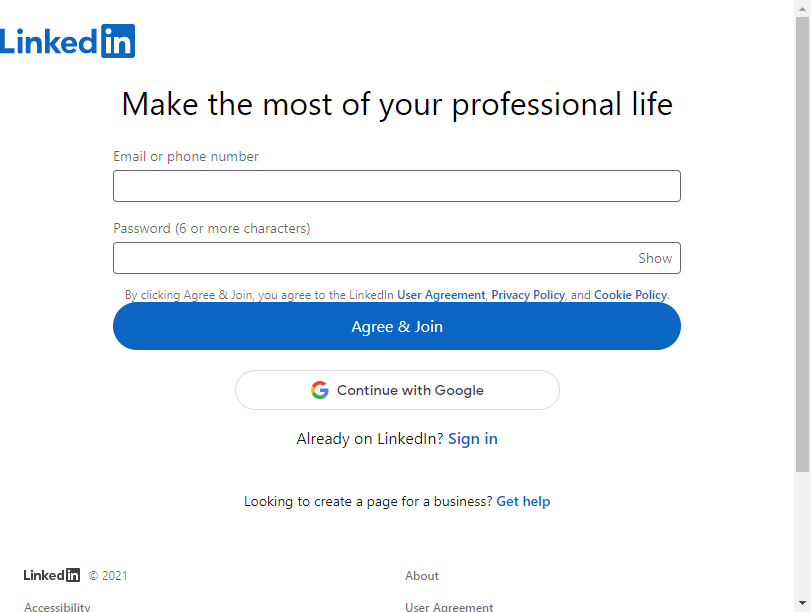 Linkedin
Make the most of your professional life
Email or phone number
Password (6 or more characters)
Show
By clicking Agree & Join, you agree to the LinkedIn User Agreement, Privacy Policy, and Cookie Policy.
Agree & Join
Continue with Google
Already on LinkedIn? Sign in
Looking to create a page for a business? Get help
Linkedin © 2021
About
Accessibility
User Agreement